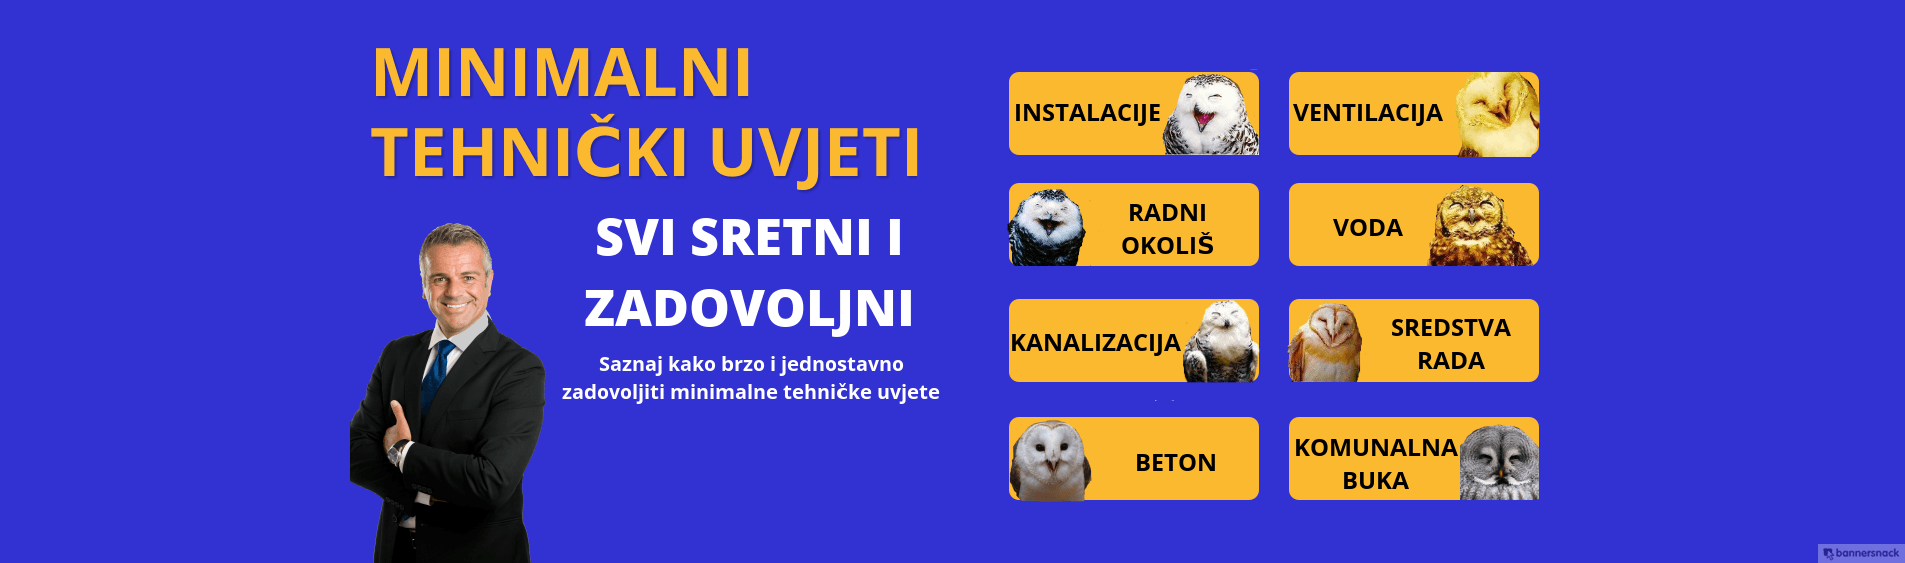 MINIMALNI
TEHNIČKI UVJETI
SVI SRETNI I
ZADOVOLJNI
Saznaj kako brzo i jednostavno
zadovoljiti minimalne tehničke uvjete
INSTALACIJE
VENTILACIJA
RADNI
OKOLIŠ
VODA
KANALIZACIJA
SREDSTVA
RADA
BETON
KOMUNALNA
BUKA
bannersnack